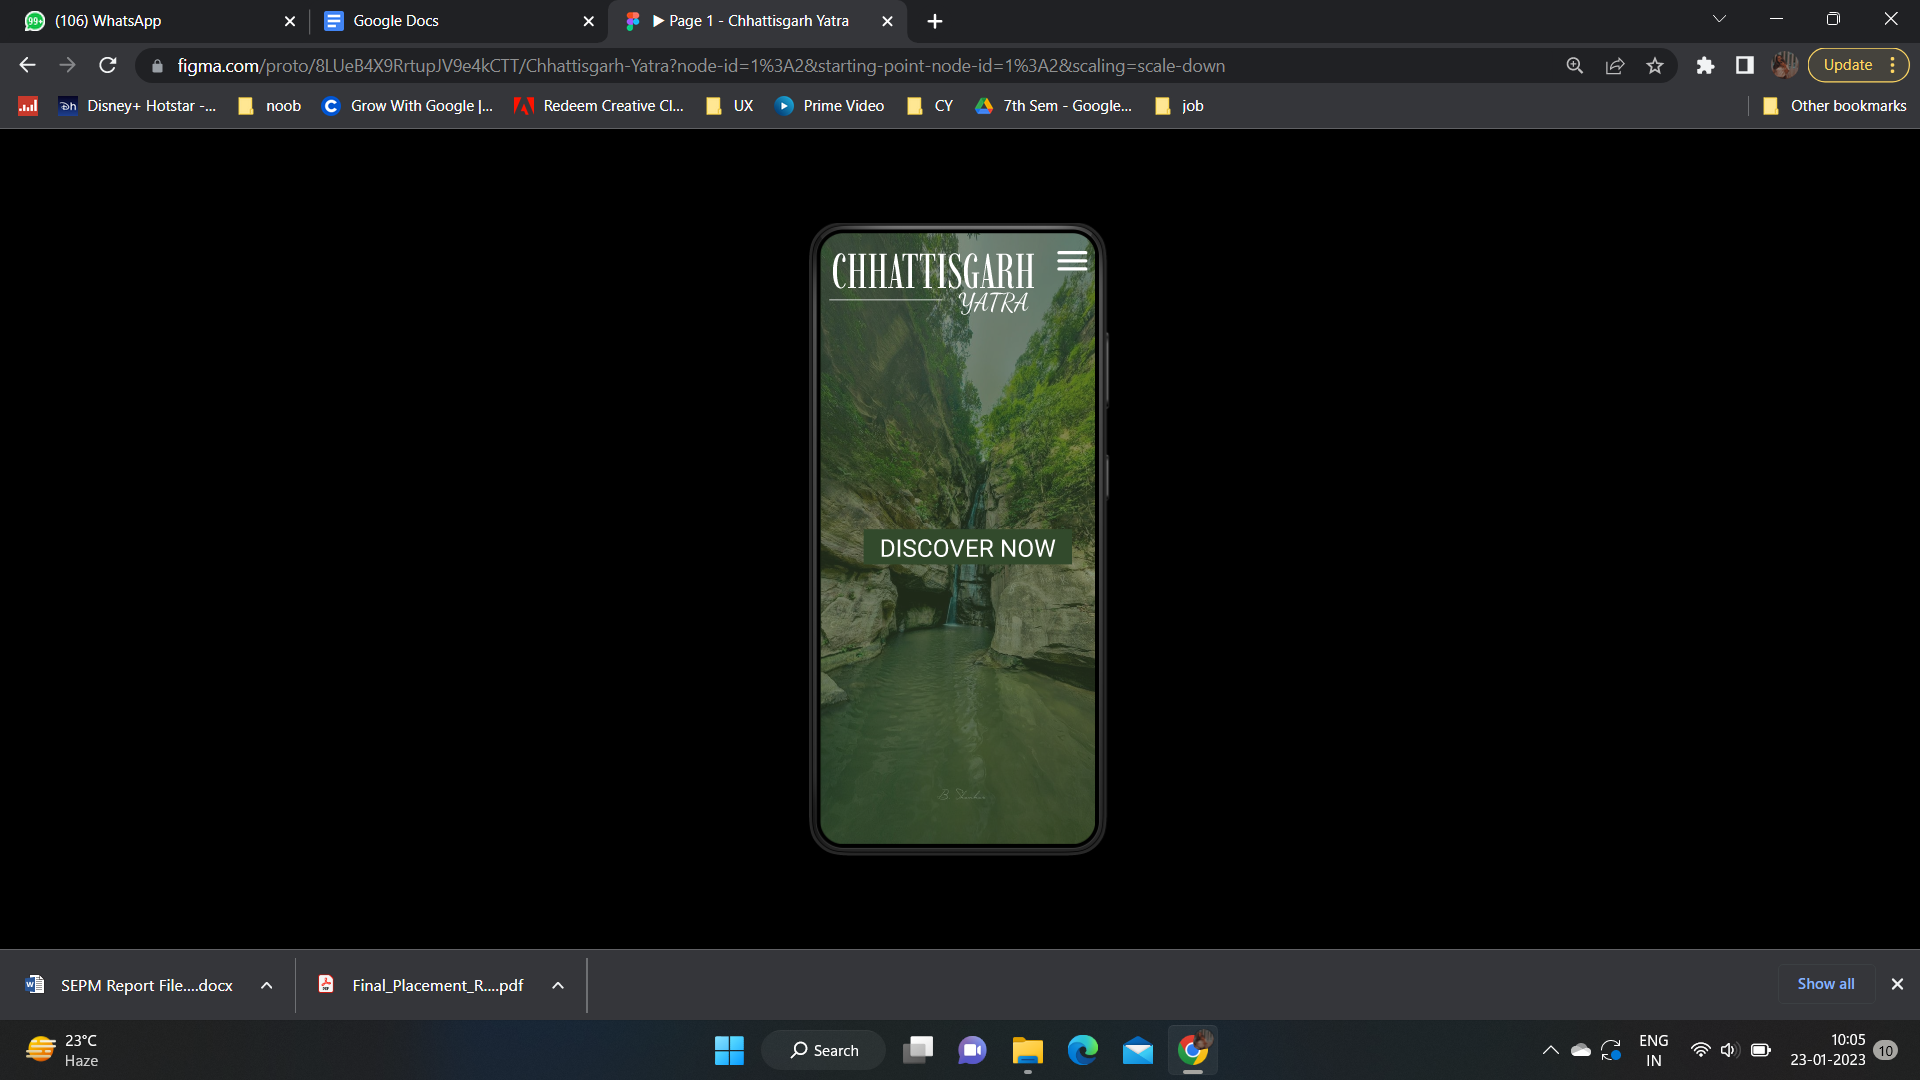 (106) WhatsApp
Google Docs
▶ Page 1 - Chhattisgarh Yatra
figma.com/proto/8LUeB4X9RrtupJV9e4kCTT/Chhattisgarh-Yatra?node-id=1%3A2&starting-point-node-id=1%3A2&scaling=scale-down
Update
Disney+ Hotstar -...
noob
Grow With Google |...
Redeem Creative Cl...
UX
Prime Video
CY
7th Sem - Google...
job
Other bookmarks
CHHATTISGARH
YATRA
DISCOVER NOW
SEPM Report File....docx
Final_Placement_R....pdf
Show all
23°C
Haze
Search
ENG
IN
10:05
23-01-2023
10